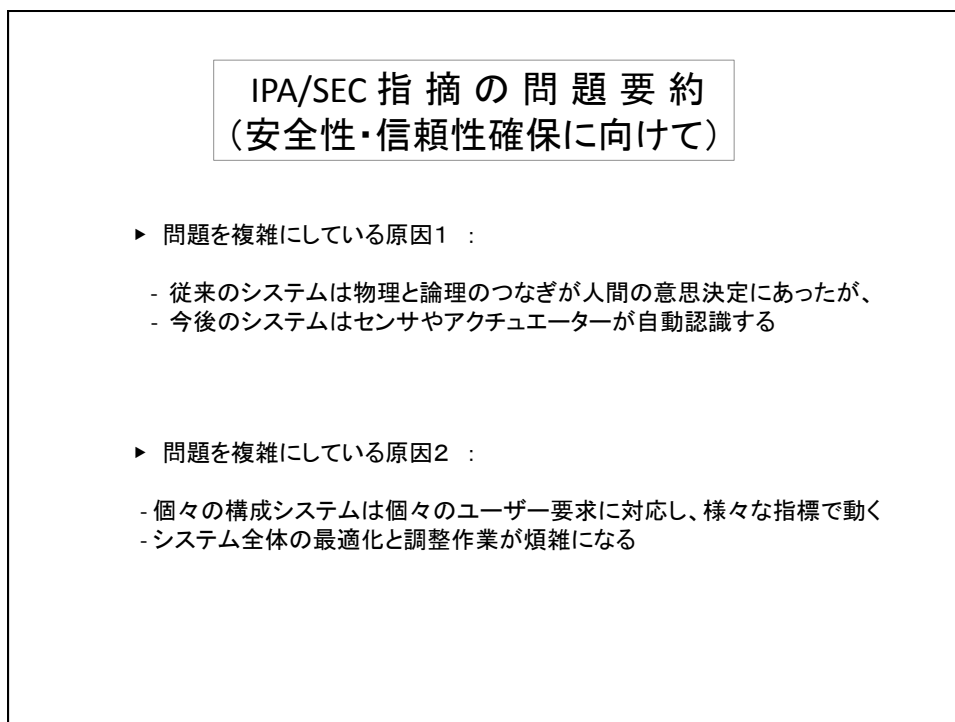 IPA/SEC 指 摘 の 問 題 要 約
（安全性・信頼性確保に向けて）
▶ 問題を複雑にしている原因１ ：
- 従来のシステムは物理と論理のつなぎが人間の意思決定にあったが、
- 今後のシステムはセンサやアクチュエーターが自動認識する
▶ 問題を複雑にしている原因２ ：
- 個々の構成システムは個々のユーザー要求に対応し、様々な指標で動く
- システム全体の最適化と調整作業が煩雑になる